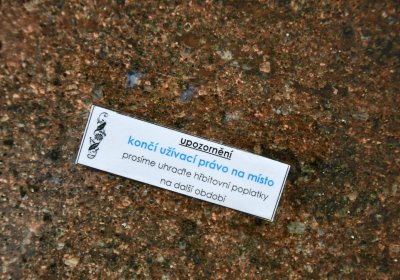 upozornění
končí užívací právo na místo
prosíme uhraďte hřbitovní poplatky
na další období